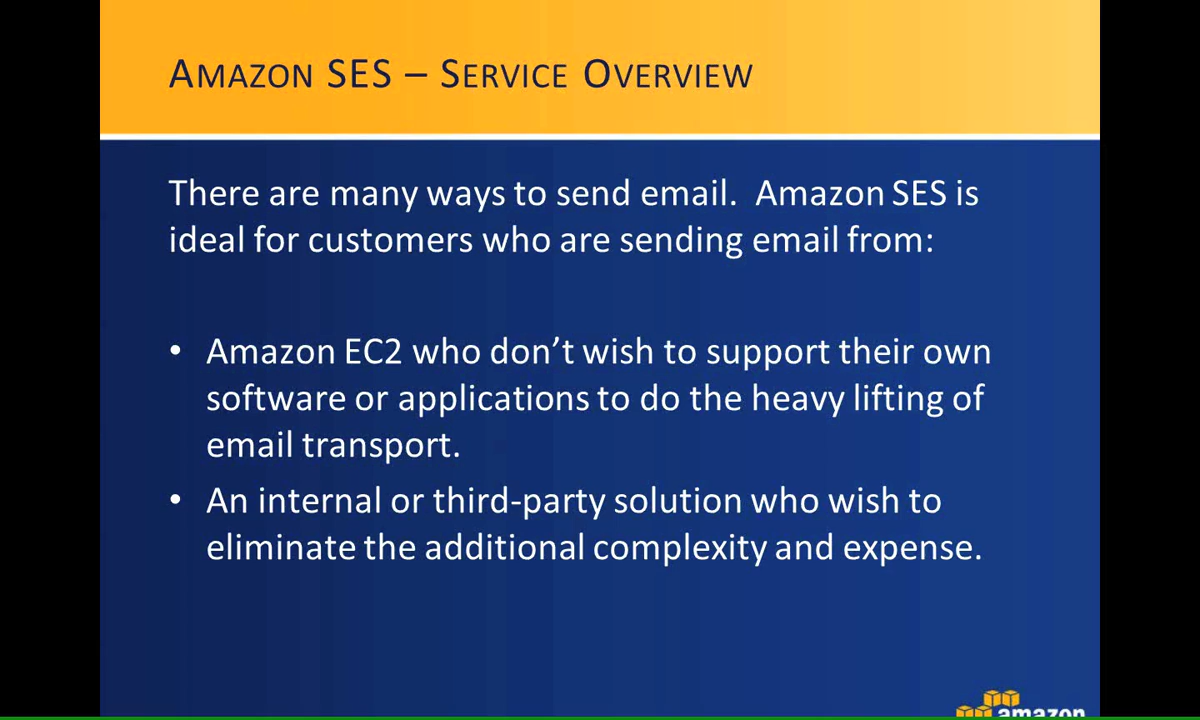 AMAZON SES – SERVICE OVERVIEW
There are many ways to send email.  Amazon SES is
ideal for customers who are sending email from:
• Amazon EC2 who don’t wish to support their own
software or applications to do the heavy lifting of
email transport.
• An internal or third-party solution who wish to
eliminate the additional complexity and expense.
amazon